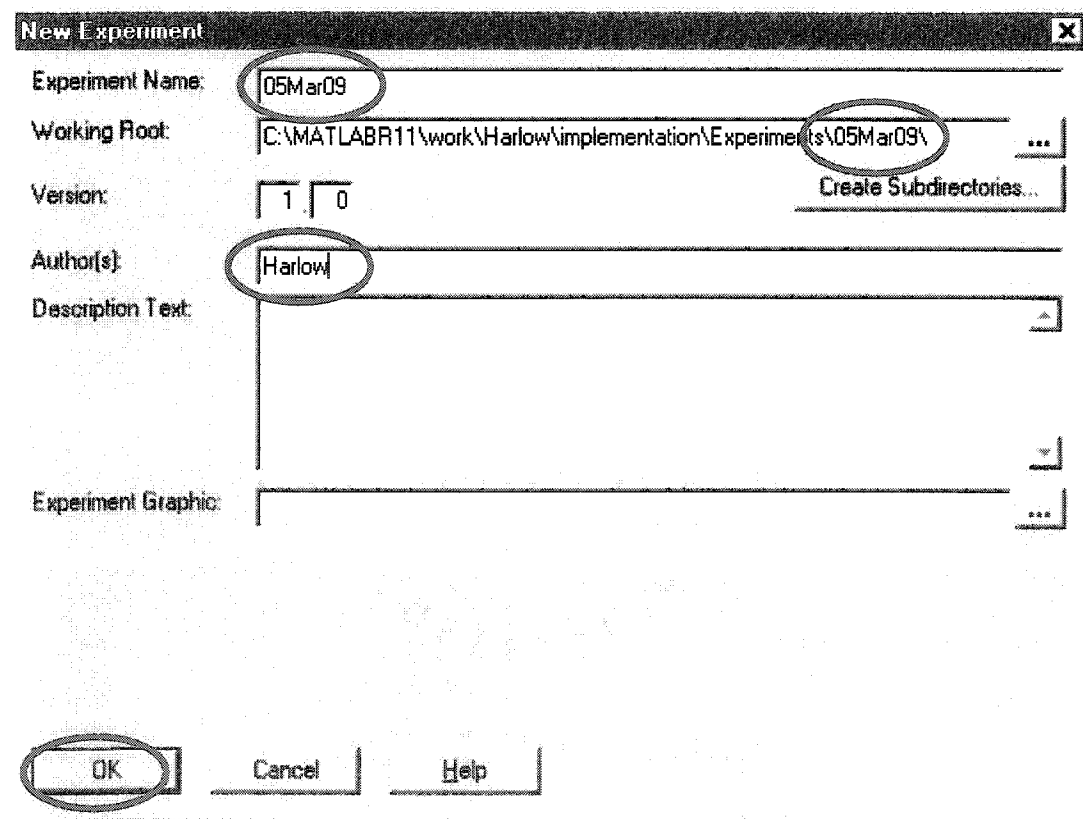 New Experiment
Experiment Name: 05Mar09
Working Root: C:\MATLABR11\work\Harlow\implementation\Experiments\05Mar09\ ...
Version: 1 . 0 Create Subdirectories...
Author(s): Harlow
Description Text:
Experiment Graphic: ...
OK Cancel Help